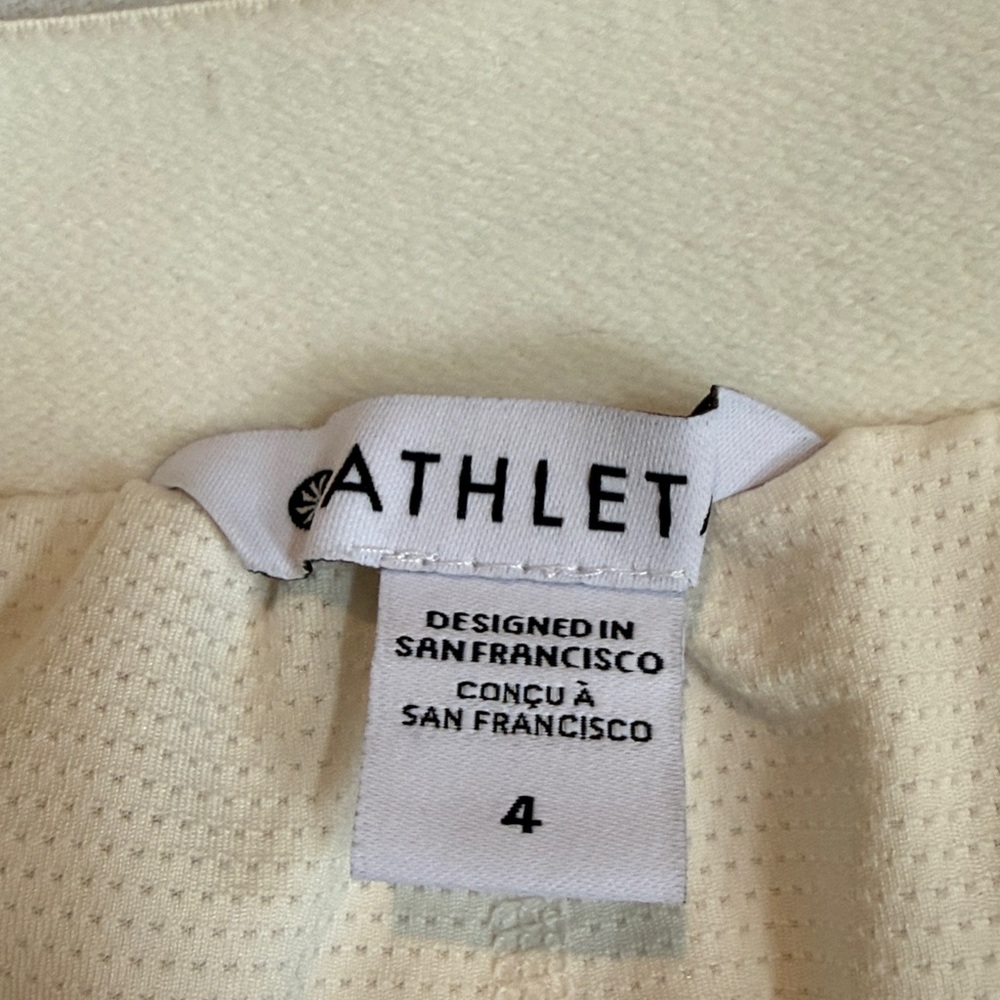 ATHLET
DESIGNED IN
SAN FRANCISCO
CONÇU À
SAN FRANCISCO
4